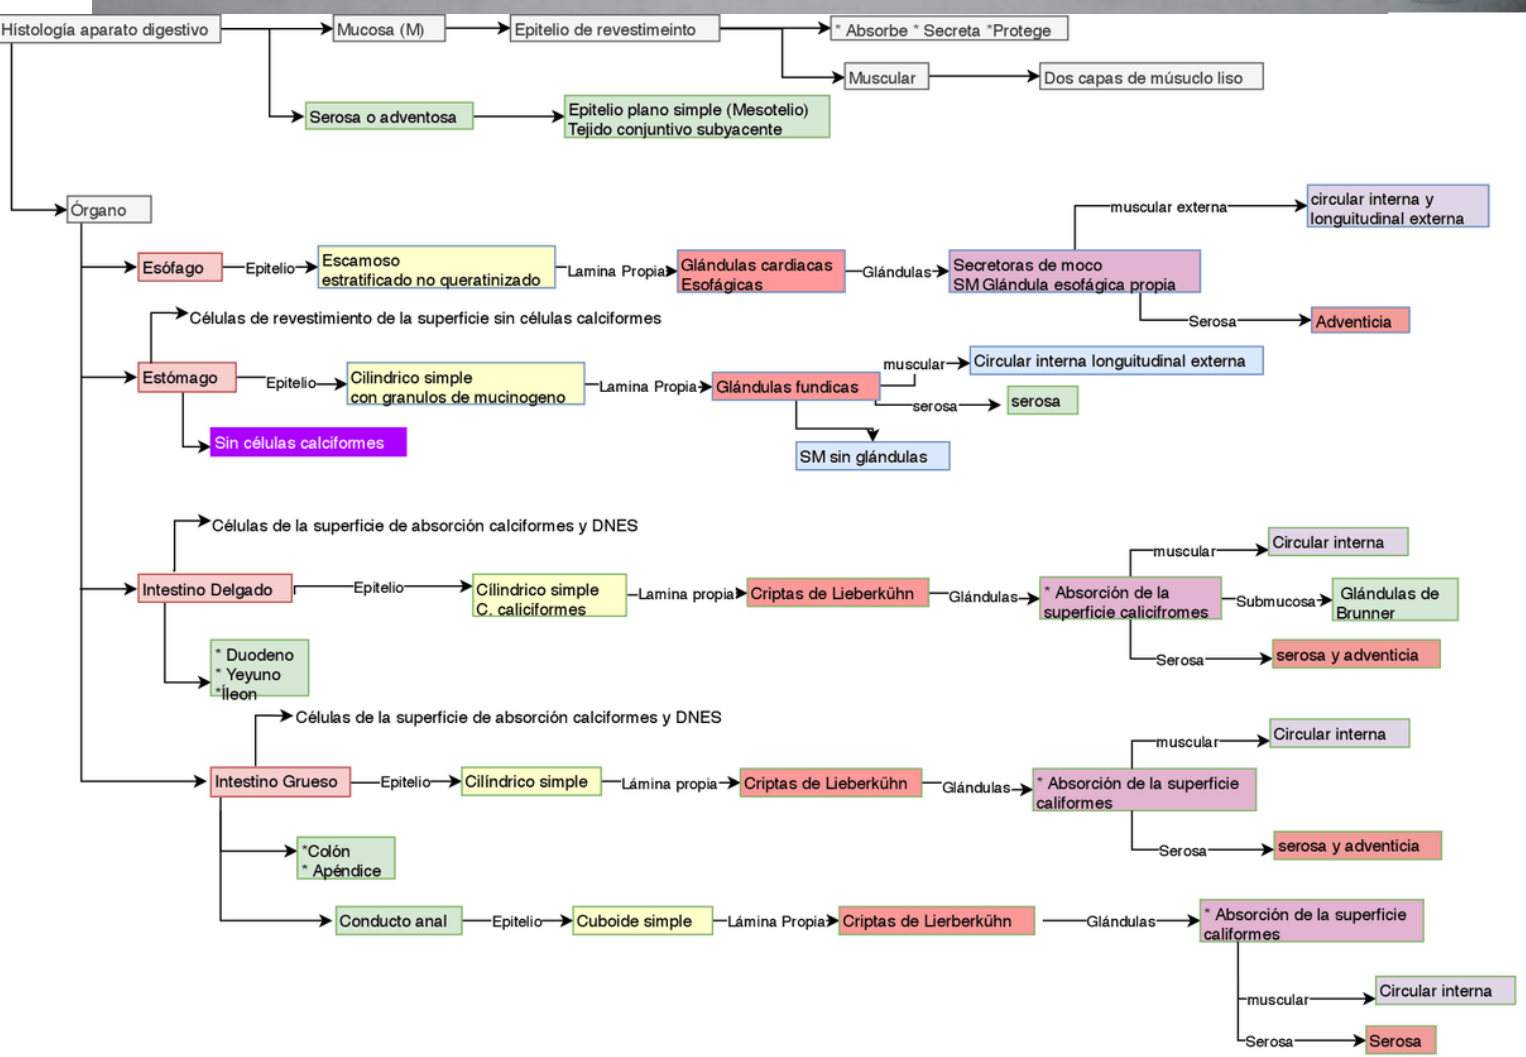 Hístología aparato digestivo
Mucosa (M)
Epitelio de revestimeinto
* Absorbe * Secreta *Protege
Muscular
Dos capas de músuclo liso
Serosa o adventosa
Epitelio plano simple (Mesotelio)
Tejido conjuntivo subyacente
Órgano
Esófago
Epitelio
Escamoso
estratificado no queratinizado
Lamina Propia
Glándulas cardiacas
Esofágicas
Glándulas
Secretoras de moco
SM Glándula esofágica propia
muscular externa
circular interna y
longuitudinal externa
Serosa
Adventicia
Células de revestimiento de la superficie sin células calciformes
Estómago
Epitelio
Cilindrico simple
con granulos de mucinogeno
Lamina Propia
Glándulas fundicas
muscular
Circular interna longuitudinal externa
serosa
serosa
SM sin glándulas
Sin células calciformes
Células de la superficie de absorción calciformes y DNES
Intestino Delgado
Epitelio
Cílindrico simple
C. caliciformes
Lamina propia
Criptas de Lieberkühn
Glándulas
* Absorción de la
superficie calicifromes
muscular
Circular interna
Submucosa
Glándulas de
Brunner
Serosa
serosa y adventicia
* Duodeno
* Yeyuno
*Íleon
Células de la superficie de absorción calciformes y DNES
Intestino Grueso
Epitelio
Cilíndrico simple
Lámina propia
Criptas de Lieberkühn
Glándulas
* Absorción de la superficie
califormes
muscular
Circular interna
Serosa
serosa y adventicia
*Colón
* Apéndice
Conducto anal
Epitelio
Cuboide simple
Lámina Propia
Criptas de Lierberkühn
Glándulas
* Absorción de la superficie
califormes
muscular
Circular interna
Serosa
Serosa